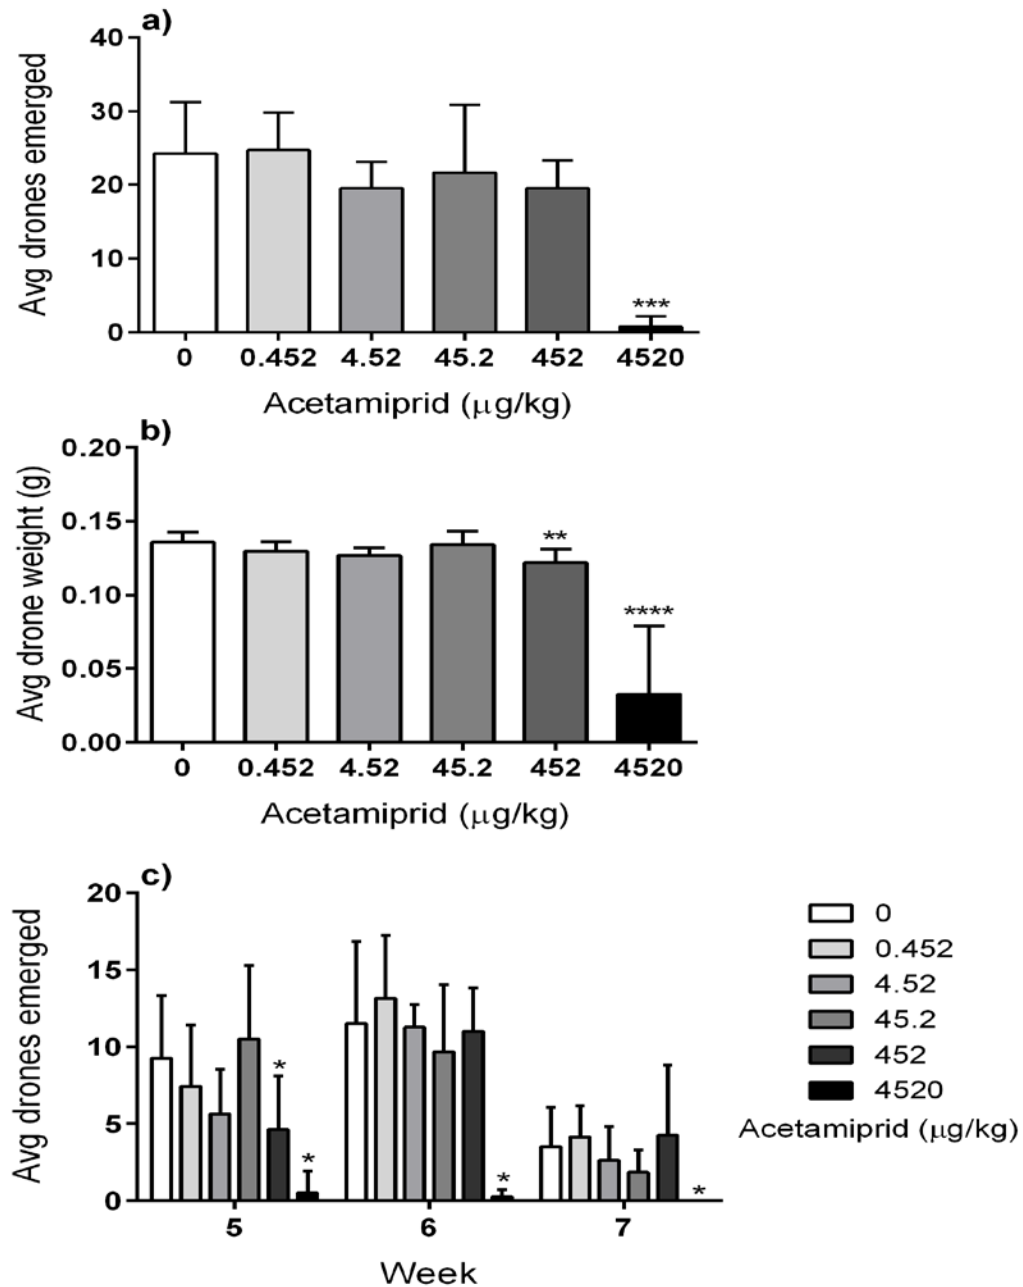 a)
Avg drones emerged
40
30
20
10
0
***
0 0.452 4.52 45.2 452 4520
Acetamiprid (μg/kg)
b)
Avg drone weight (g)
0.20
0.15
0.10
0.05
0.00
**
****
0 0.452 4.52 45.2 452 4520
Acetamiprid (μg/kg)
c)
Avg drones emerged
20
15
10
5
0
*
*
*
*
5 6 7
Week
0
0.452
4.52
45.2
452
4520
Acetamiprid (μg/kg)